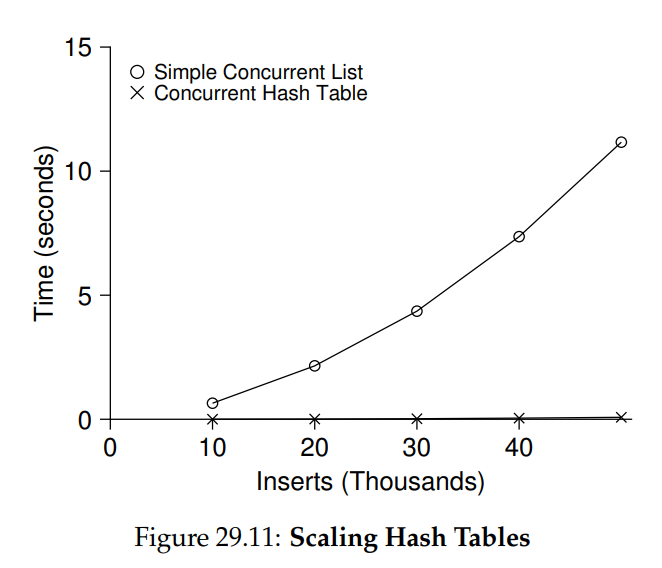 15
Simple Concurrent List
Concurrent Hash Table
10
Time (seconds)
5
0
0 10 20 30 40
Inserts (Thousands)
Figure 29.11: Scaling Hash Tables